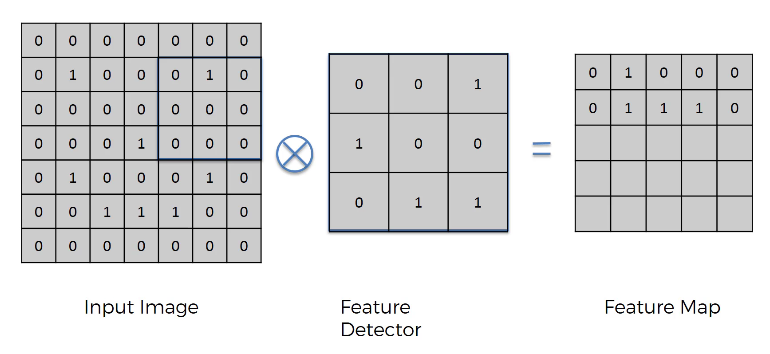 0 0 0 0 0 0 0
0 1 0 0 0 1 0
0 0 0 0 0 0 0
0 0 0 1 0 0 0
0 1 0 0 0 1 0
0 0 1 1 1 0 0
0 0 0 0 0 0 0
0 0 1
1 0 0
0 1 1
=
0 1 0 0 0
0 1 1 1 0
Input Image
Feature
Detector
Feature Map